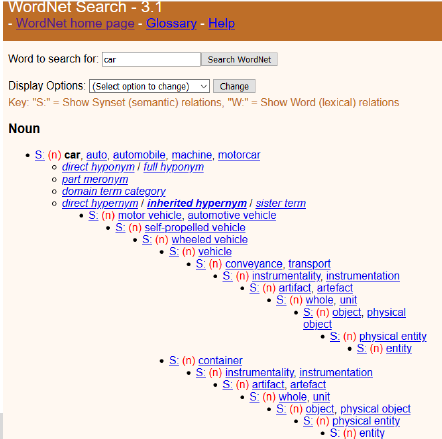 WordNet Search - 3.1
- WordNet home page - Glossary - Help
Word to search for: car Search WordNet
Display Options: (Select option to change) Change
Key: "S:" = Show Synset (semantic) relations, "W:" = Show Word (lexical) relations
Noun
S: (n) car, auto, automobile, machine, motorcar
direct hyponym / full hyponym
part meronym
domain term category
direct hypernym / inherited hypernym / sister term
S: (n) motor vehicle, automotive vehicle
S: (n) self-propelled vehicle
S: (n) wheeled vehicle
S: (n) vehicle
S: (n) conveyance, transport
S: (n) instrumentality, instrumentation
S: (n) artifact, artefact
S: (n) whole, unit
S: (n) object, physical
object
S: (n) physical entity
S: (n) entity
S: (n) container
S: (n) instrumentality, instrumentation
S: (n) artifact, artefact
S: (n) whole, unit
S: (n) object, physical object
S: (n) physical entity
S: (n) entity